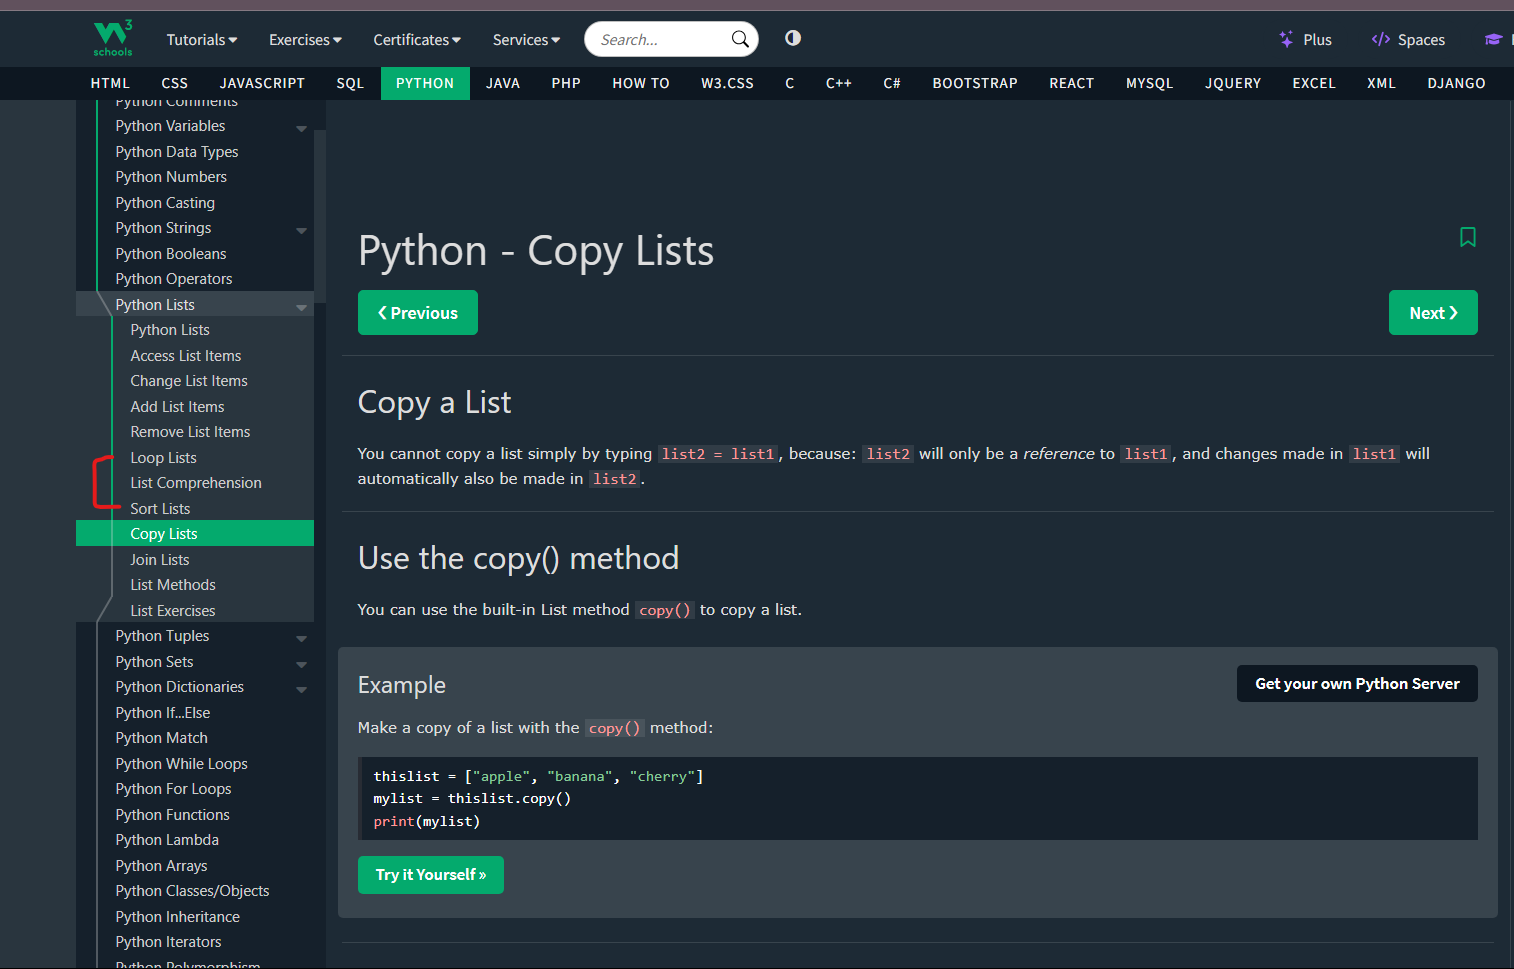 W3
schools
Tutorials
Exercises
Certificates
Services
Search...
Plus
</> Spaces
HTML CSS JAVASCRIPT SQL PYTHON JAVA PHP HOW TO W3.CSS C C++ C# BOOTSTRAP REACT MYSQL JQUERY EXCEL XML DJANGO
Python Comments
Python Variables
Python Data Types
Python Numbers
Python Casting
Python Strings
Python Booleans
Python Operators
Python Lists
Python Lists
Access List Items
Change List Items
Add List Items
Remove List Items
Loop Lists
List Comprehension
Sort Lists
Copy Lists
Join Lists
List Methods
List Exercises
Python Tuples
Python Sets
Python Dictionaries
Python If...Else
Python Match
Python While Loops
Python For Loops
Python Functions
Python Lambda
Python Arrays
Python Classes/Objects
Python Inheritance
Python Iterators
Python Polymorphism
Python - Copy Lists
❮ Previous
Next ❯
Copy a List
You cannot copy a list simply by typing list2 = list1, because: list2 will only be a reference to list1, and changes made in list1 will
automatically also be made in list2.
Use the copy() method
You can use the built-in List method copy() to copy a list.
Example
Get your own Python Server
Make a copy of a list with the copy() method:
thislist = ["apple", "banana", "cherry"]
mylist = thislist.copy()
print(mylist)
Try it Yourself »